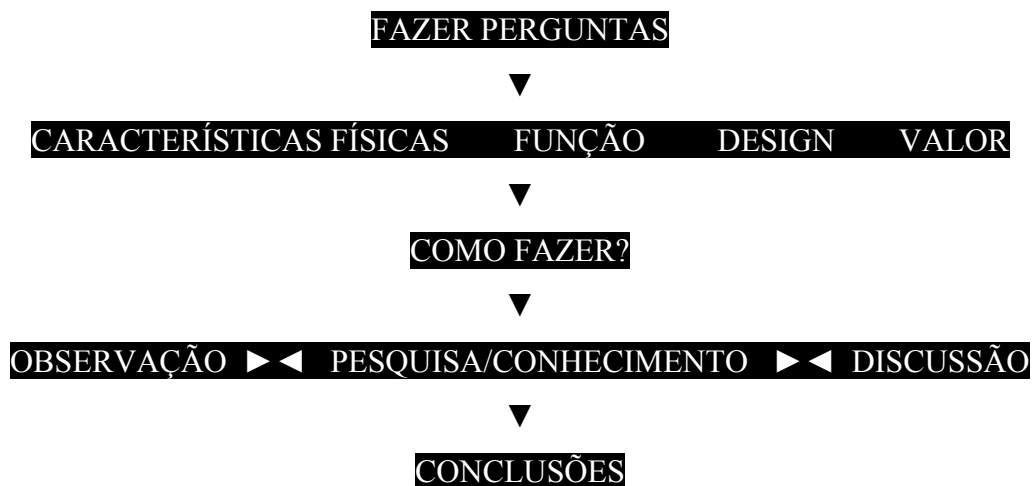 FAZER PERGUNTAS
▼
CARACTERÍSTICAS FÍSICAS FUNÇÃO DESIGN VALOR
▼
COMO FAZER?
▼
OBSERVAÇÃO ►◄ PESQUISA/CONHECIMENTO ►◄ DISCUSSÃO
▼
CONCLUSÕES